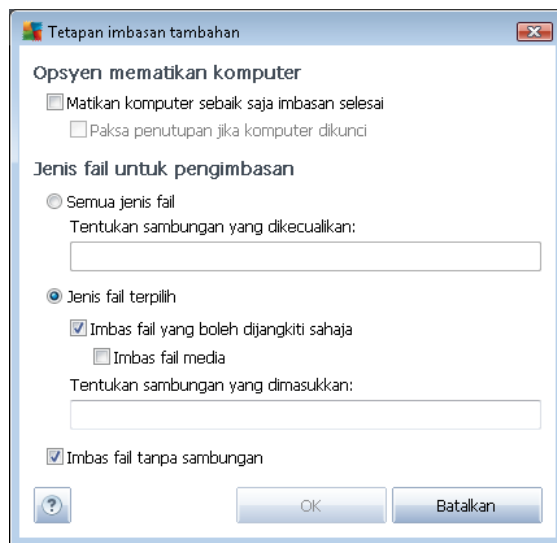 Tetapan imbasan tambahan
Opsyen mematikan komputer
Matikan komputer sebaik saja imbasan selesai
Paksa penutupan jika komputer dikunci
Jenis fail untuk pengimbasan
Semua jenis fail
Tentukan sambungan yang dikecualikan:
Jenis fail terpilih
Imbas fail yang boleh dijangkiti sahaja
Imbas fail media
Tentukan sambungan yang dimasukkan:
Imbas fail tanpa sambungan
? OK Batalkan